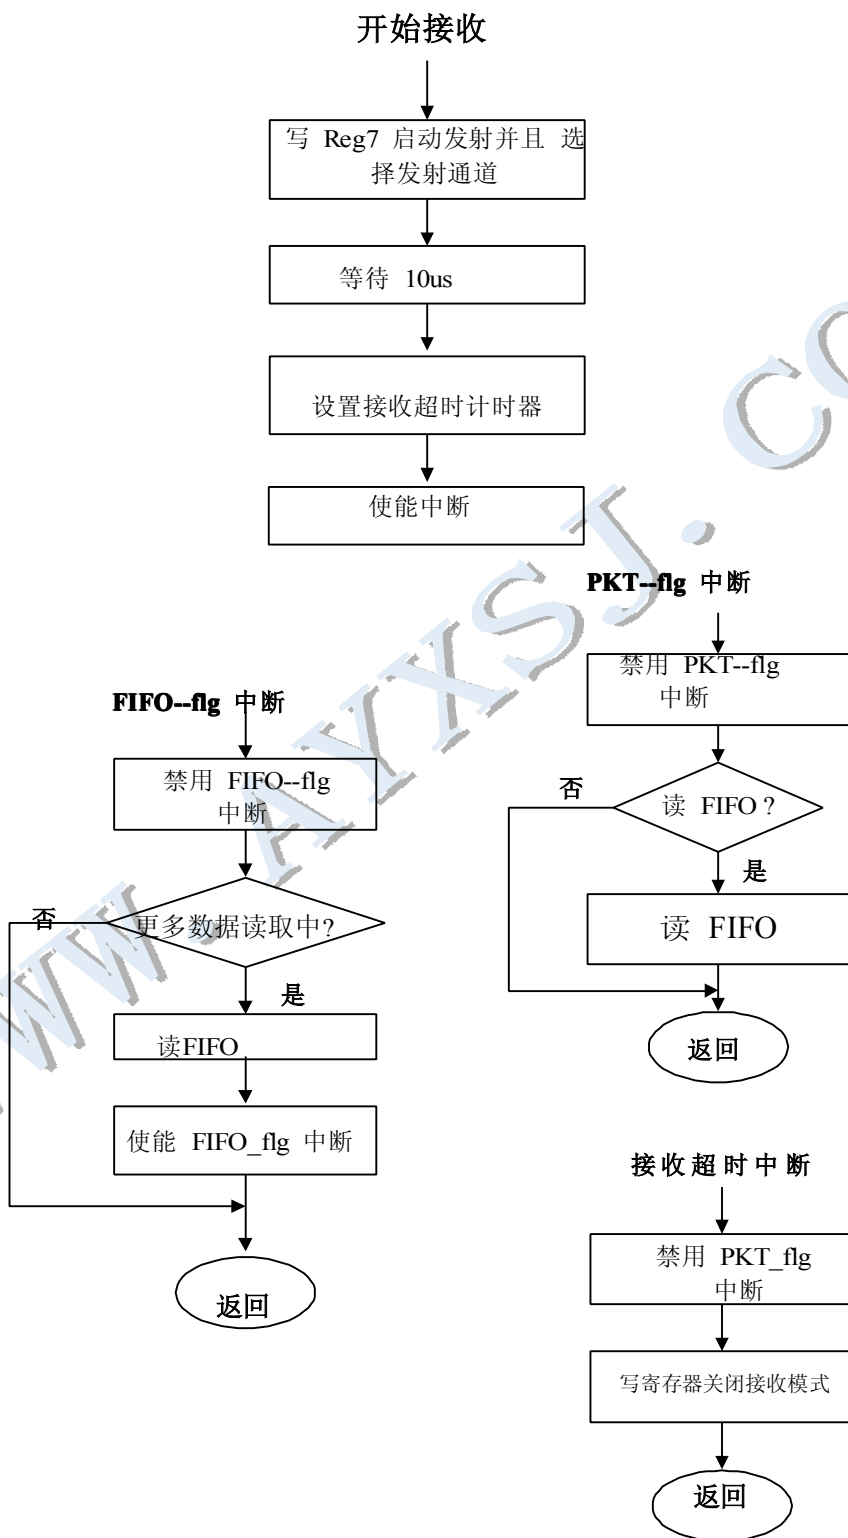 开始接收
写 Reg7 启动发射并且 选
择发射通道
等待 10us
设置接收超时计时器
使能中断
PKT--flg 中断
禁用 PKT--flg
中断
否
读 FIFO ?
是
读 FIFO
返回
FIFO--flg 中断
禁用 FIFO--flg
中断
否
更多数据读取中?
是
读FIFO
使能 FIFO_flg 中断
返回
接收超时中断
禁用 PKT_flg
中断
写寄存器关闭接收模式
返回
WW.AYXSJ.CO